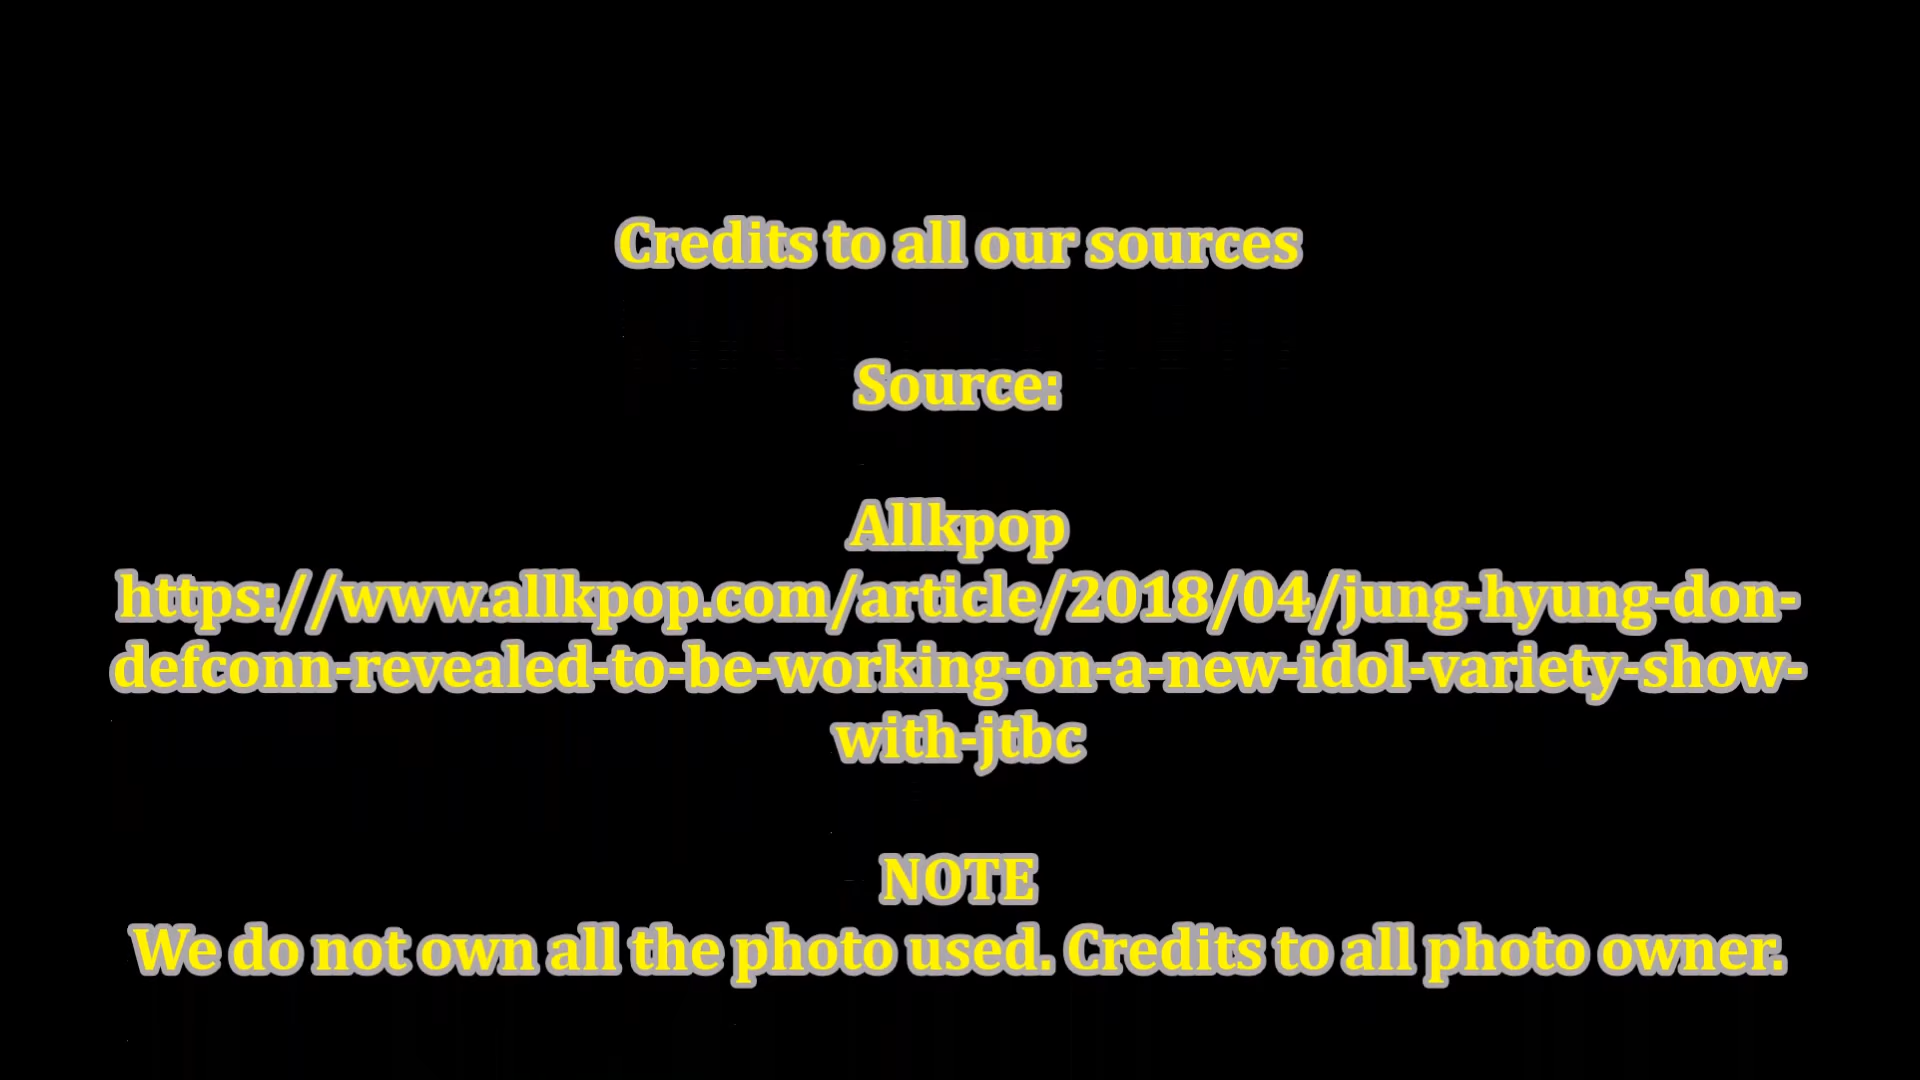 Credits to all our sources
Source:
Allkpop
https://www.allkpop.com/article/2018/04/jung-hyung-don-
defconn-revealed-to-be-working-on-a-new-idol-variety-show-
with-jtbc
NOTE
We do not own all the photo used. Credits to all photo owner.